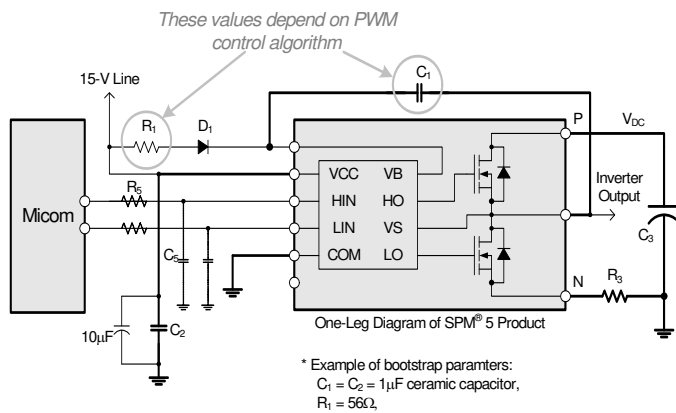 These values depend on PWM
control algorithm
15-V Line
C1
R1
D1
P
VDC
Micom
R5
VCC
VB
HIN
HO
Inverter
Output
LIN
VS
C5
COM
LO
C3
N
R3
10μF
C2
One-Leg Diagram of SPM® 5 Product
* Example of bootstrap paramters:
C1 = C2 = 1μF ceramic capacitor,
R1 = 56Ω,